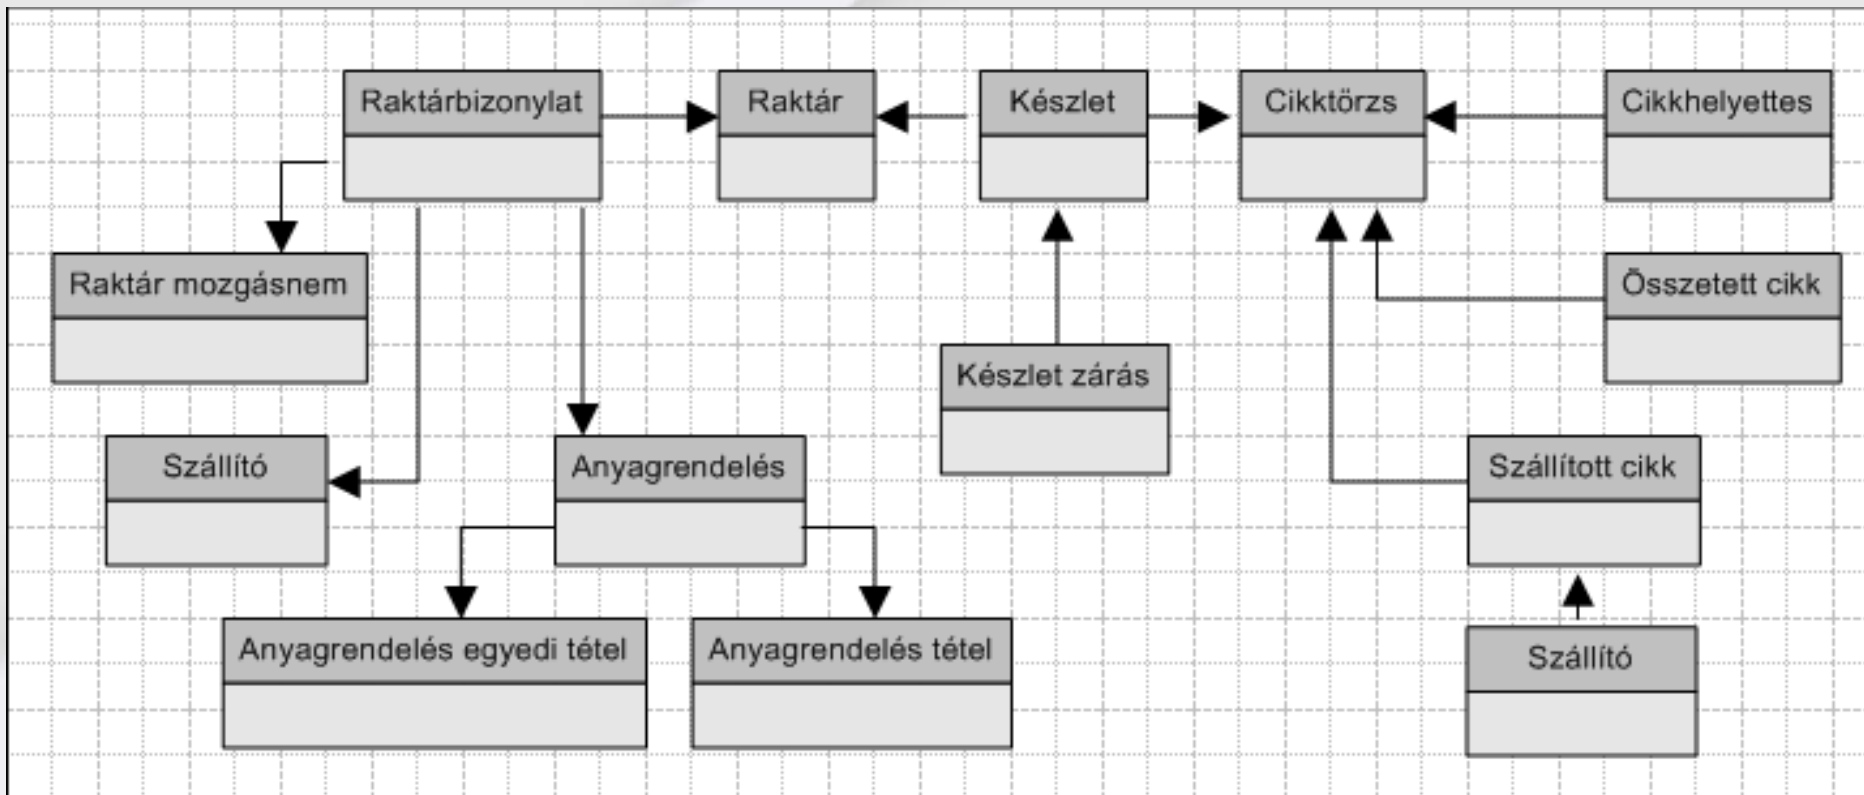 Raktárbizonylat
Raktár
Készlet
Cikktörzs
Cikkhelyettes
Raktár mozgásnem
Összetett cikk
Készlet zárás
Szállító
Anyagrendelés
Szállított cikk
Anyagrendelés egyedi tétel
Anyagrendelés tétel
Szállító